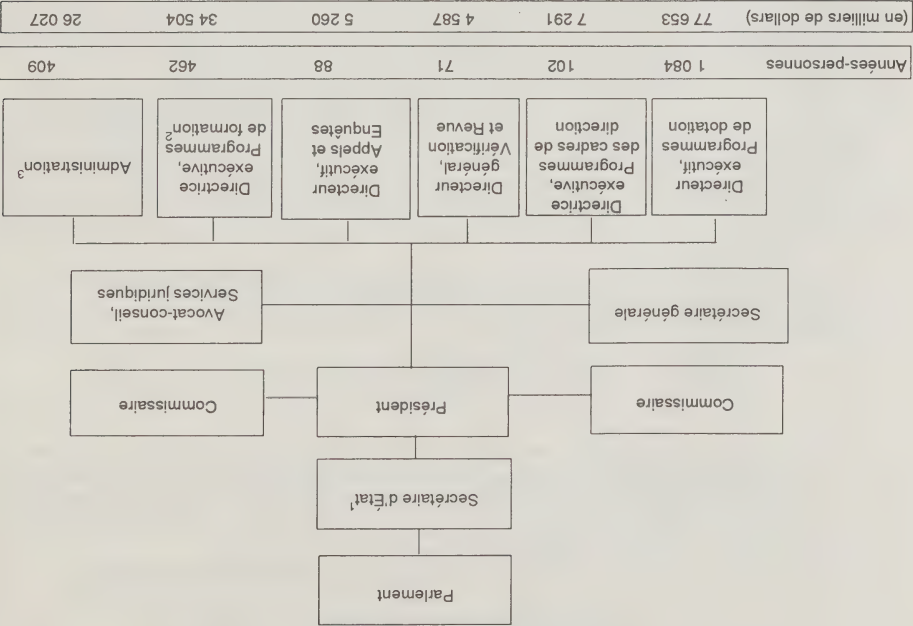 Parlement
Secrétaire d'État¹
Commissaire
Président
Commissaire
Secrétaire générale
Avocat-conseil,
Services juridiques
Directeur
exécutif,
Programmes
de dotation
Directrice
exécutive,
Programmes
des cadres de
direction
Directeur
général,
Vérification
et Revue
Directeur
exécutif,
Appels et
Enquêtes
Directrice
exécutive,
Programmes
de formation²
Administration³
Années-personnes 1 084 102 71 88 462 409
(en milliers de dollars) 77 653 7 291 4 587 5 260 34 504 26 027